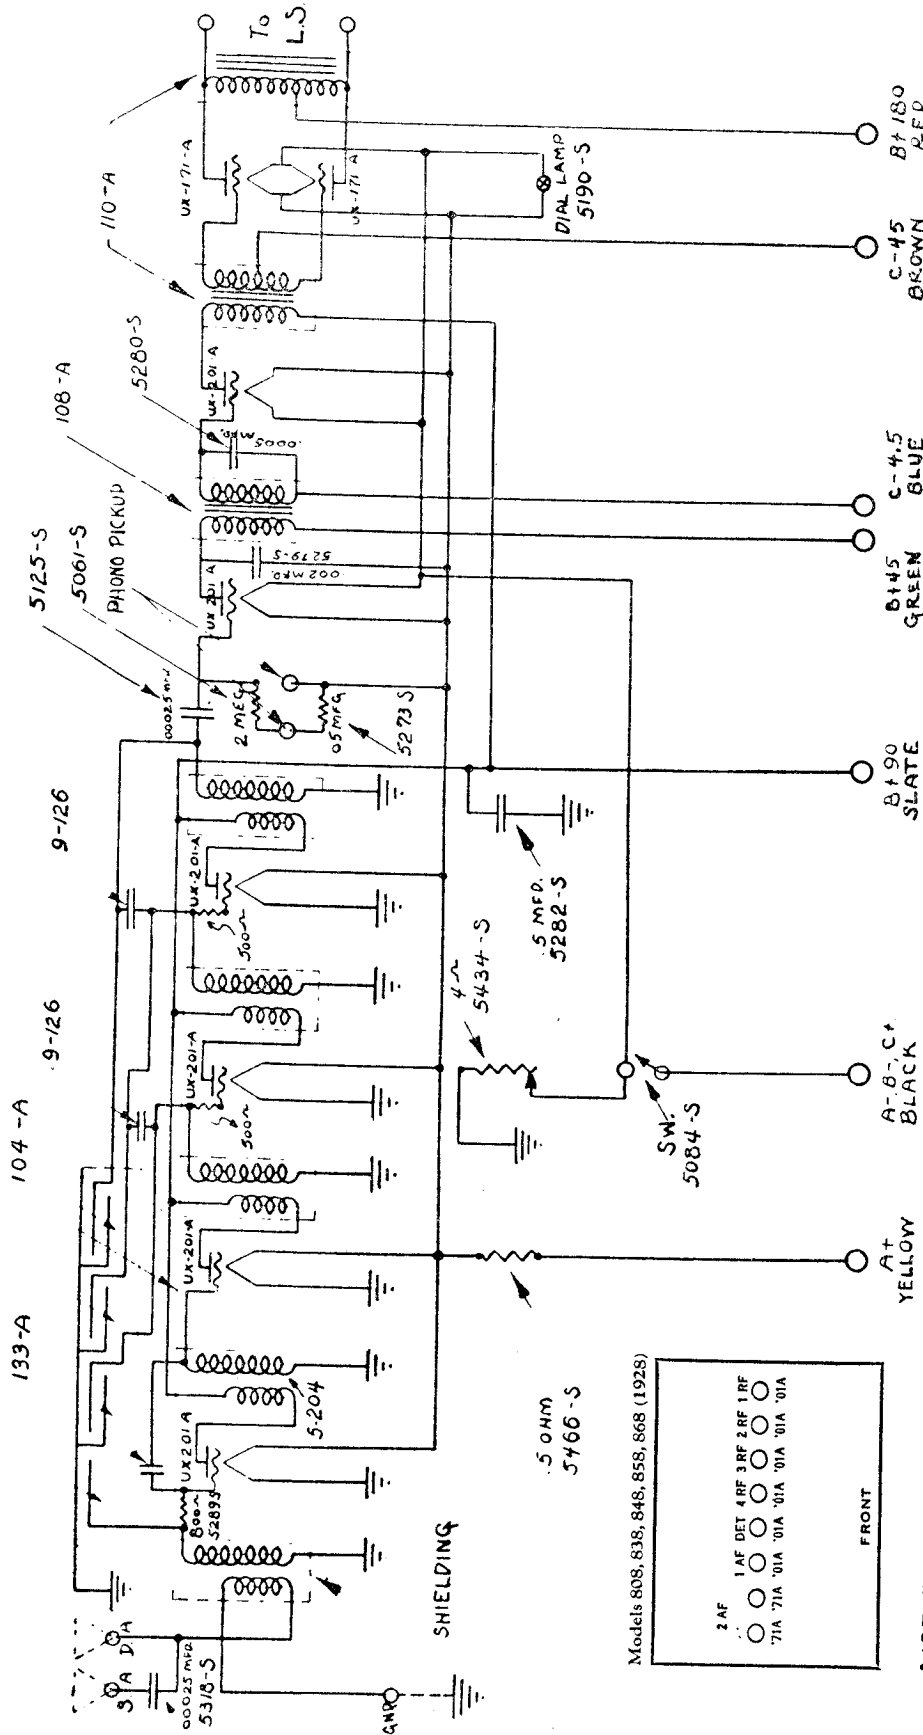 To
L.S.
110-A
UX-171-A
UX-171-A
DIAL LAMP
5190-S
B+180
RED
C-45
BROWN
5280-S
UX-201-A
.0005
MFD.
108-A
C-4.5
BLUE
B+45
GREEN
5279-S
.002 MFD.
UX-201A
5125-S
5061-S
PHONO PICKUP
.00025 MFD
2 MEG
.05 MFG
5273 S
9-126
B+90
SLATE
UX-201-A
500~
.5 MFD.
5282-S
9-126
4~
5434-S
UX-201-A
500~
SW.
5084-S
A-, B-, C+
BLACK
104-A
UX-201-A
A+
YELLOW
133-A
5-204
UX201A
800~
5289S
.5 OHM
5466-S
SHIELDING
S A
D A
.00025 MFD
5318-S
GND
Models 808, 838, 848, 858, 868 (1928)
2 AF
1 AF DET 4 RF 3 RF 2 RF 1 RF
'71A '71A '01A '01A '01A '01A '01A '01A
FRONT